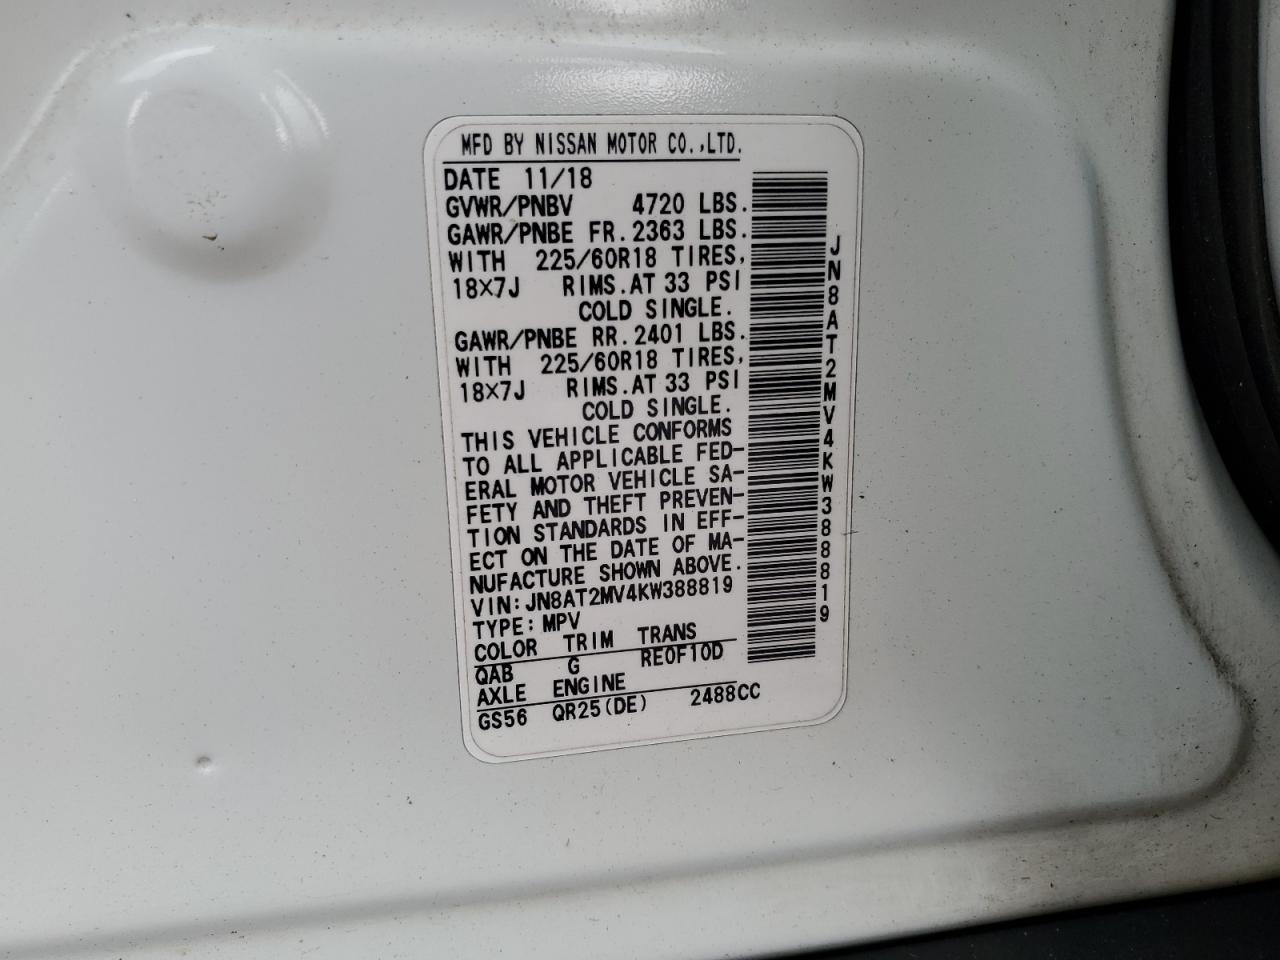 MFD BY NISSAN MOTOR CO.,LTD.
DATE 11/18
GVWR/PNBV 4720 LBS.
GAWR/PNBE FR.2363 LBS.
WITH 225/60R18 TIRES,
18×7J RIMS.AT 33 PSI
COLD SINGLE.
GAWR/PNBE RR.2401 LBS.
WITH 225/60R18 TIRES,
18×7J RIMS.AT 33 PSI
COLD SINGLE.
THIS VEHICLE CONFORMS
TO ALL APPLICABLE FED-
ERAL MOTOR VEHICLE SA-
FETY AND THEFT PREVEN-
TION STANDARDS IN EFF-
ECT ON THE DATE OF MA-
NUFACTURE SHOWN ABOVE.
VIN:JN8AT2MV4KW388819
TYPE:MPV
COLOR TRIM TRANS
QAB G RE0F10D
AXLE ENGINE
GS56 QR25(DE) 2488CC
JN8AT2MV4KW388819